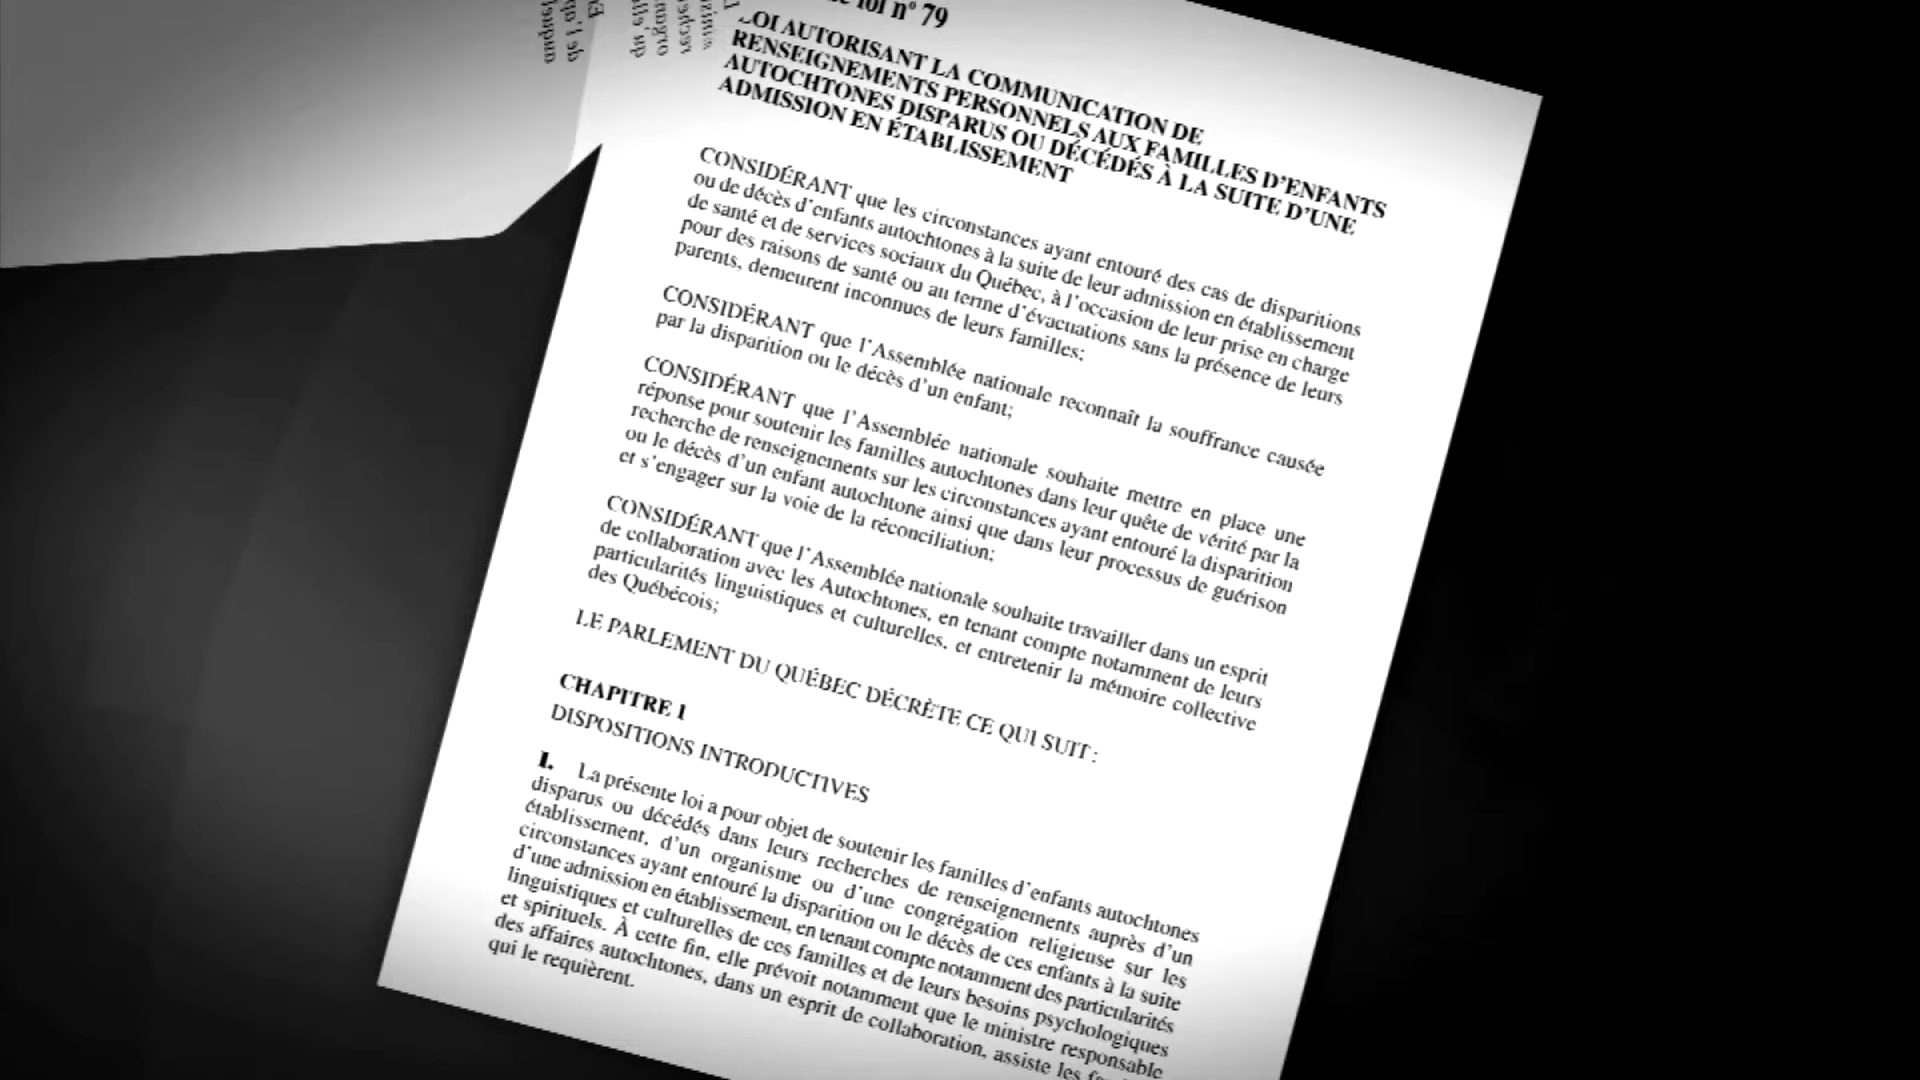 loi n° 79
LOI AUTORISANT LA COMMUNICATION DE
RENSEIGNEMENTS PERSONNELS AUX FAMILLES D'ENFANTS
AUTOCHTONES DISPARUS OU DÉCÉDÉS À LA SUITE D'UNE
ADMISSION EN ÉTABLISSEMENT
CONSIDÉRANT que les circonstances ayant entouré des cas de disparitions
ou de décès d'enfants autochtones à la suite de leur admission en établissement
de santé et de services sociaux du Québec, à l'occasion de leur prise en charge
pour des raisons de santé ou au terme d'évacuations sans la présence de leurs
parents, demeurent inconnues de leurs familles;
CONSIDÉRANT que l'Assemblée nationale reconnaît la souffrance causée
par la disparition ou le décès d'un enfant;
CONSIDÉRANT que l'Assemblée nationale souhaite mettre en place une
réponse pour soutenir les familles autochtones dans leur quête de vérité par la
recherche de renseignements sur les circonstances ayant entouré la disparition
ou le décès d'un enfant autochtone ainsi que dans leur processus de guérison
et s'engager sur la voie de la réconciliation;
CONSIDÉRANT que l'Assemblée nationale souhaite travailler dans un esprit
de collaboration avec les Autochtones, en tenant compte notamment de leurs
particularités linguistiques et culturelles, et entretenir la mémoire collective
des Québécois;
LE PARLEMENT DU QUÉBEC DÉCRÈTE CE QUI SUIT :
CHAPITRE I
DISPOSITIONS INTRODUCTIVES
1. La présente loi a pour objet de soutenir les familles d'enfants autochtones
disparus ou décédés dans leurs recherches de renseignements auprès d'un
établissement, d'un organisme ou d'une congrégation religieuse sur les
circonstances ayant entouré la disparition ou le décès de ces enfants à la suite
d'une admission en établissement, en tenant compte notamment des particularités
linguistiques et culturelles de ces familles et de leurs besoins psychologiques
et spirituels. À cette fin, elle prévoit notamment que le ministre responsable
des affaires autochtones, dans un esprit de collaboration, assiste les
qui le requièrent.